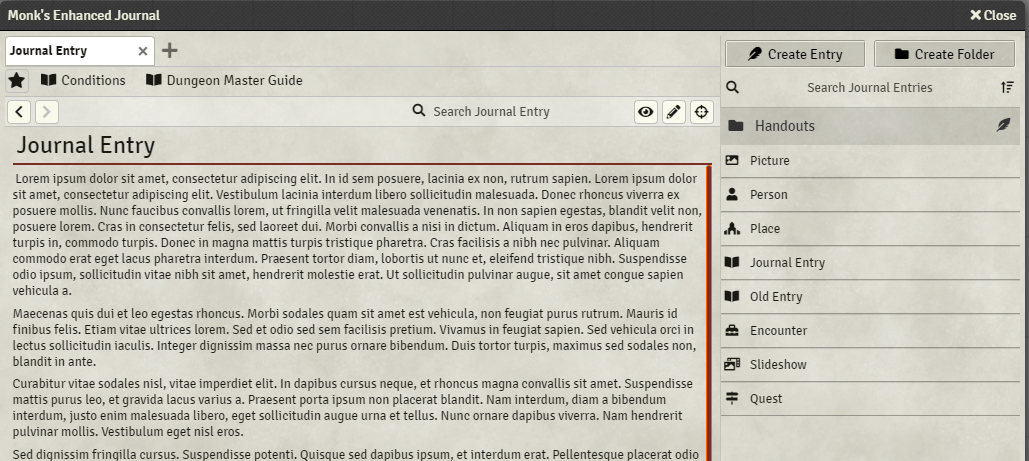 Monk's Enhanced Journal
Close
Journal Entry
Conditions
Dungeon Master Guide
Search Journal Entry
Journal Entry
Lorem ipsum dolor sit amet, consectetur adipiscing elit. In id sem posuere, lacinia ex non, rutrum sapien. Lorem ipsum dolor
sit amet, consectetur adipiscing elit. Vestibulum lacinia interdum libero sollicitudin malesuada. Donec rhoncus viverra ex
posuere mollis. Nunc faucibus convallis lorem, ut fringilla velit malesuada venenatis. In non sapien egestas, blandit velit non,
posuere lorem. Cras in consectetur felis, sed laoreet dui. Morbi convallis a nisi in dictum. Aliquam in eros dapibus, hendrerit
turpis in, commodo turpis. Donec in magna mattis turpis tristique pharetra. Cras facilisis a nibh nec pulvinar. Aliquam
commodo erat eget lacus pharetra interdum. Praesent tortor diam, lobortis ut nunc et, eleifend tristique nibh. Suspendisse
odio ipsum, sollicitudin vitae nibh sit amet, hendrerit molestie erat. Ut sollicitudin pulvinar augue, sit amet congue sapien
vehicula a.
Maecenas quis dui et leo egestas rhoncus. Morbi sodales quam sit amet est vehicula, non feugiat purus rutrum. Mauris id
finibus felis. Etiam vitae ultrices lorem. Sed et odio sed sem facilisis pretium. Vivamus in feugiat sapien. Sed vehicula orci in
lectus sollicitudin iaculis. Integer dignissim massa nec purus ornare bibendum. Duis tortor turpis, maximus sed sodales non,
blandit in ante.
Curabitur vitae sodales nisl, vitae imperdiet elit. In dapibus cursus neque, et rhoncus magna convallis sit amet. Suspendisse
mattis purus leo, et gravida lacus varius a. Praesent porta ipsum non placerat blandit. Nam interdum, diam a bibendum
interdum, justo enim malesuada libero, eget sollicitudin augue urna et tellus. Nunc ornare dapibus viverra. Nam hendrerit
pulvinar mollis. Vestibulum eget nisl eros.
Sed dignissim fringilla cursus. Suspendisse potenti. Quisque sed dapibus ipsum, et interdum erat. Pellentesque placerat odio
Create Entry
Create Folder
Search Journal Entries
Handouts
Picture
Person
Place
Journal Entry
Old Entry
Encounter
Slideshow
Quest